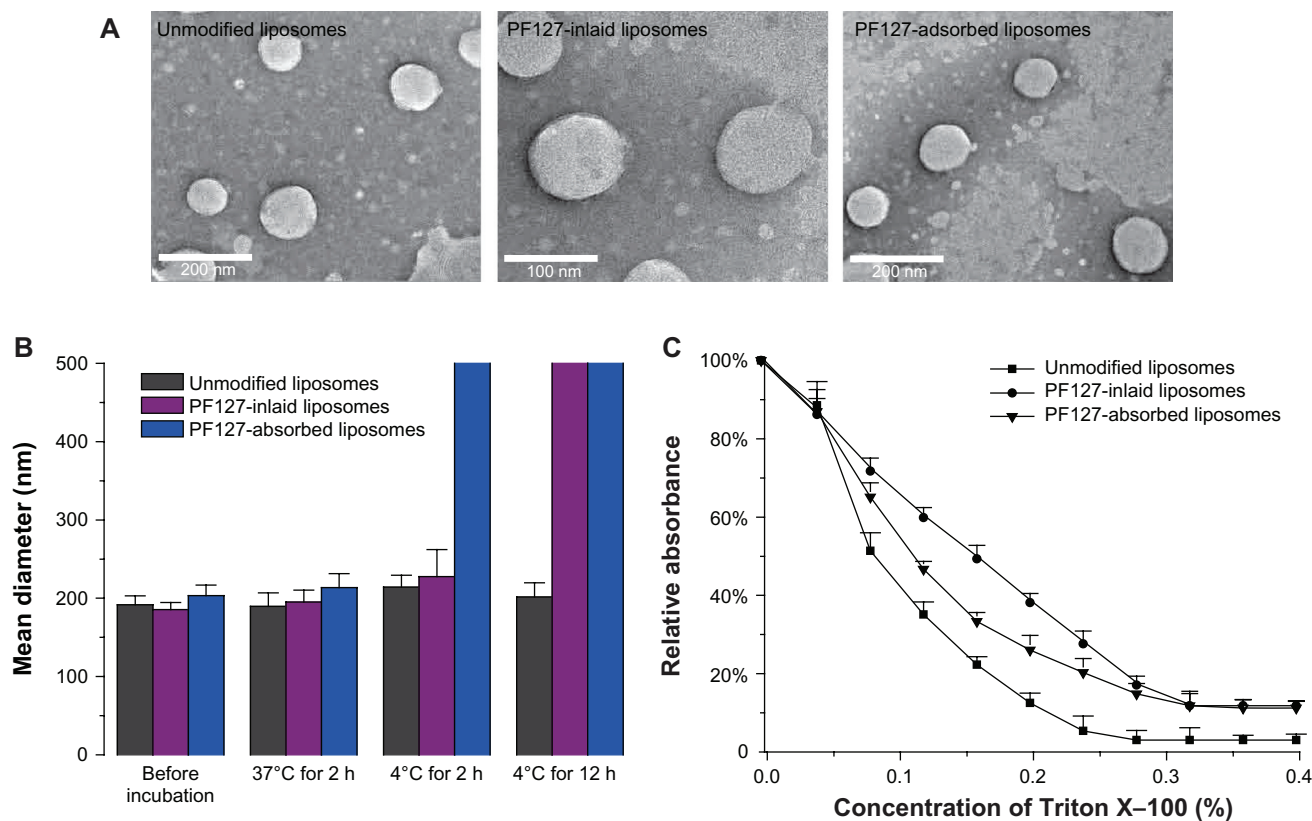 A
Unmodified liposomes
PF127-inlaid liposomes
PF127-adsorbed liposomes
200 nm
100 nm
200 nm
B
500
400
300
200
100
0
Mean diameter (nm)
Unmodified liposomes
PF127-inlaid liposomes
PF127-absorbed liposomes
Before
incubation
37°C for 2 h
4°C for 2 h
4°C for 12 h
C
100%
80%
60%
40%
20%
0
Relative absorbance
Unmodified liposomes
PF127-inlaid liposomes
PF127-absorbed liposomes
0.0
0.1
0.2
0.3
0.4
Concentration of Triton X–100 (%)